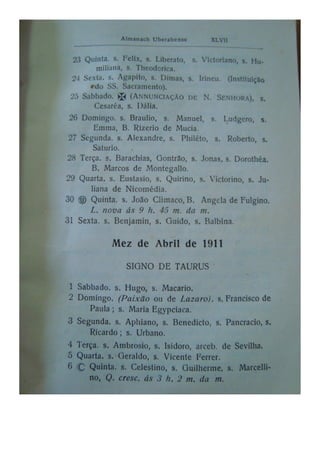 Almanach Uberabense XLVII
23 Quinta. s. Felix, s. Liberato, s. Victoriano, s. Hu-
miliana, s. Theodorica.
24 Sexta. s. Agapito, s. Dimas, s. Irineu. (Instituição
do SS. Sacramento).
25 Sabbado. ✠ (ANNUNCIAÇÃO DE N. SENHORA), s.
Cesaréa, s. Dália.
26 Domingo. s. Braulio, s. Manuel, s. Ludgero, s.
Emma, B. Rizerio de Mucia.
27 Segunda. s. Alexandre, s. Philéto, s. Roberto, s.
Saturio.
28 Terça. s. Barachias, Gontrão, s. Jonas, s. Dorothéa.
B. Marcos de Montegallo.
29 Quarta. s. Eustasio, s. Quirino, s. Victorino, s. Ju-
liana de Nicomédia.
30 Quinta. s. João Climaco, B. Angela de Fulgino.
L. nova ás 9 h. 45 m. da m.
31 Sexta. s. Benjamin, s. Guido, s. Balbina.
Mez de Abril de 1911
SIGNO DE TAURUS
1 Sabbado. s. Hugo, s. Macario.
2 Domingo. (Paixão ou de Lazaro). s. Francisco de
Paula; s. Maria Egypciaca.
3 Segunda. s. Aphiano, s. Benedicto, s. Pancracio, s.
Ricardo; s. Urbano.
4 Terça. s. Ambrosio, s. Isidoro, arceb. de Sevilha.
5 Quarta. s. Geraldo, s. Vicente Ferrer.
6 Quinta. s. Celestino, s. Guilherme, s. Marcelli-
no, Q. cresc. ás 3 h. 2 m. da m.